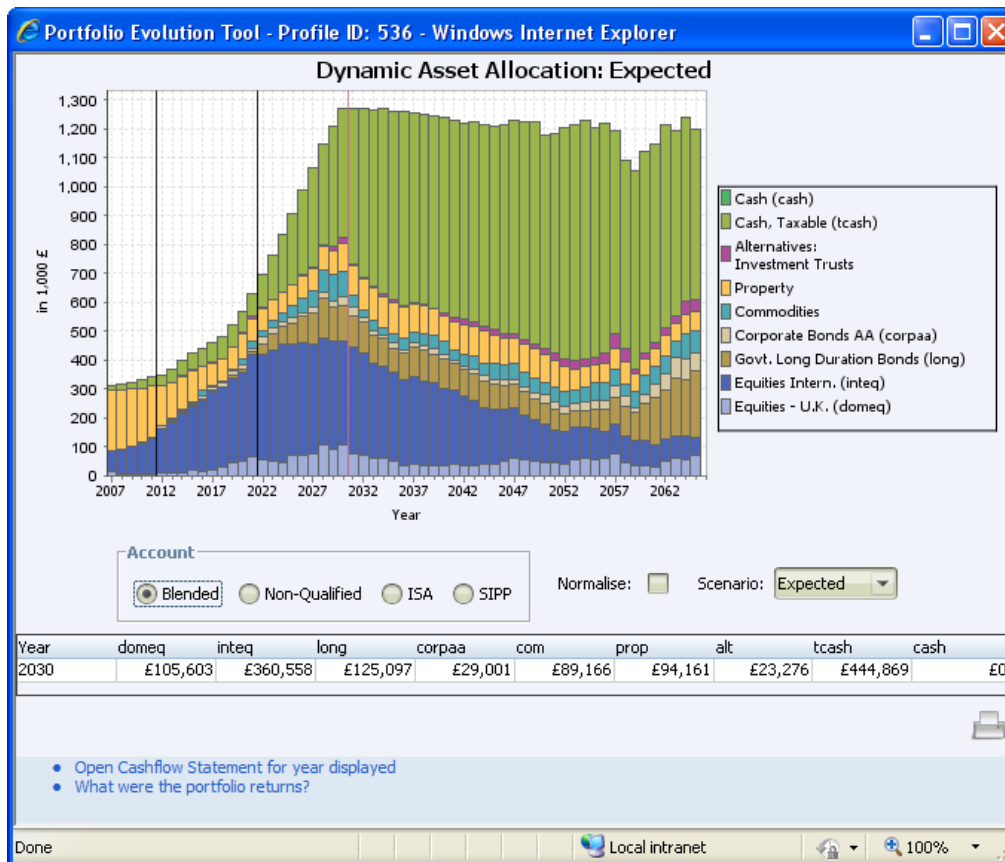 Portfolio Evolution Tool - Profile ID: 536 - Windows Internet Explorer
Dynamic Asset Allocation: Expected
1,300
1,200
1,100
1,000
900
800
700
600
500
400
300
200
100
0
in 1,000 £
2007 2012 2017 2022 2027 2032 2037 2042 2047 2052 2057 2062
Year
Cash (cash)
Cash, Taxable (tcash)
Alternatives:
Investment Trusts
Property
Commodities
Corporate Bonds AA (corpaa)
Govt. Long Duration Bonds (long)
Equities Intern. (inteq)
Equities - U.K. (domeq)
Account
Blended Non-Qualified ISA SIPP
Normalise: Scenario: Expected
Year domeq inteq long corpaa com prop alt tcash cash
2030 £105,603 £360,558 £125,097 £29,001 £89,166 £94,161 £23,276 £444,869 £0
Open Cashflow Statement for year displayed
What were the portfolio returns?
Done Local intranet 100%